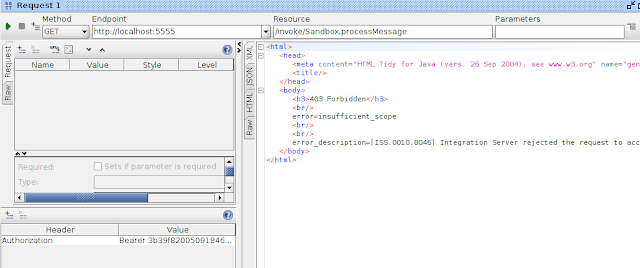 Request 1
Method Endpoint Resource Parameters
GET http://localhost:5555 /invoke/Sandbox.processMessage
Request
Raw
XML
JSON
HTML
Raw
Name Value Style Level
Required: Sets if parameter is required
Type:
Header Value
Authorization Bearer 3b39f82005091846...
<html>
<head>
<meta content="HTML Tidy for Java (vers. 26 Sep 2004), see www.w3.org" name="gen
<title/>
</head>
<body>
<h3>403 Forbidden</h3>
<br/>
error=insufficient_scope
<br/>
<br/>
error_description=[ISS.0010.8046] Integration Server rejected the request to acc
</body>
</html>